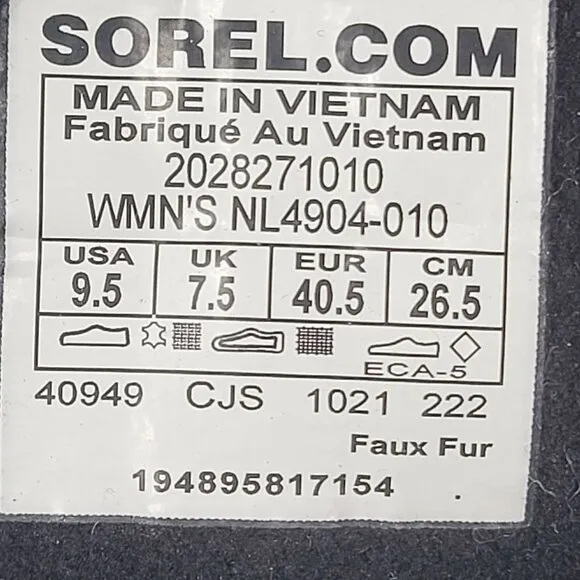 SOREL.COM
MADE IN VIETNAM
Fabriqué Au Vietnam
2028271010
WMN'S NL4904-010
USA UK EUR CM
9.5 7.5 40.5 26.5
ECA-5
40949 CJS 1021 222
Faux Fur
194895817154